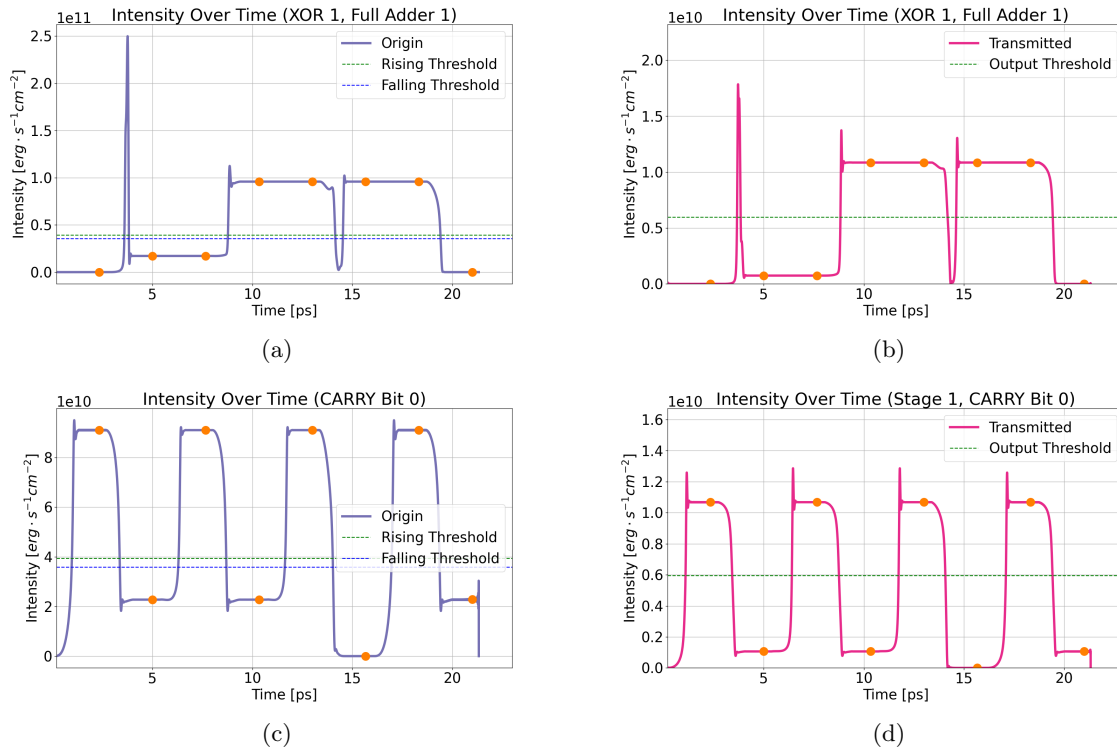 Intensity Over Time (XOR 1, Full Adder 1)
1e11
Origin
Rising Threshold
Falling Threshold
2.5
2.0
1.5
1.0
0.5
0.0
Intensity [erg · s⁻¹cm⁻²]
5 10 15 20
Time [ps]
(a)
Intensity Over Time (XOR 1, Full Adder 1)
1e10
Transmitted
Output Threshold
2.0
1.5
1.0
0.5
0.0
Intensity [erg · s⁻¹cm⁻²]
5 10 15 20
Time [ps]
(b)
Intensity Over Time (CARRY Bit 0)
1e10
Origin
Rising Threshold
Falling Threshold
8
6
4
2
0
Intensity [erg · s⁻¹cm⁻²]
5 10 15 20
Time [ps]
(c)
Intensity Over Time (Stage 1, CARRY Bit 0)
1e10
Transmitted
Output Threshold
1.6
1.4
1.2
1.0
0.8
0.6
0.4
0.2
0.0
Intensity [erg · s⁻¹cm⁻²]
5 10 15 20
Time [ps]
(d)